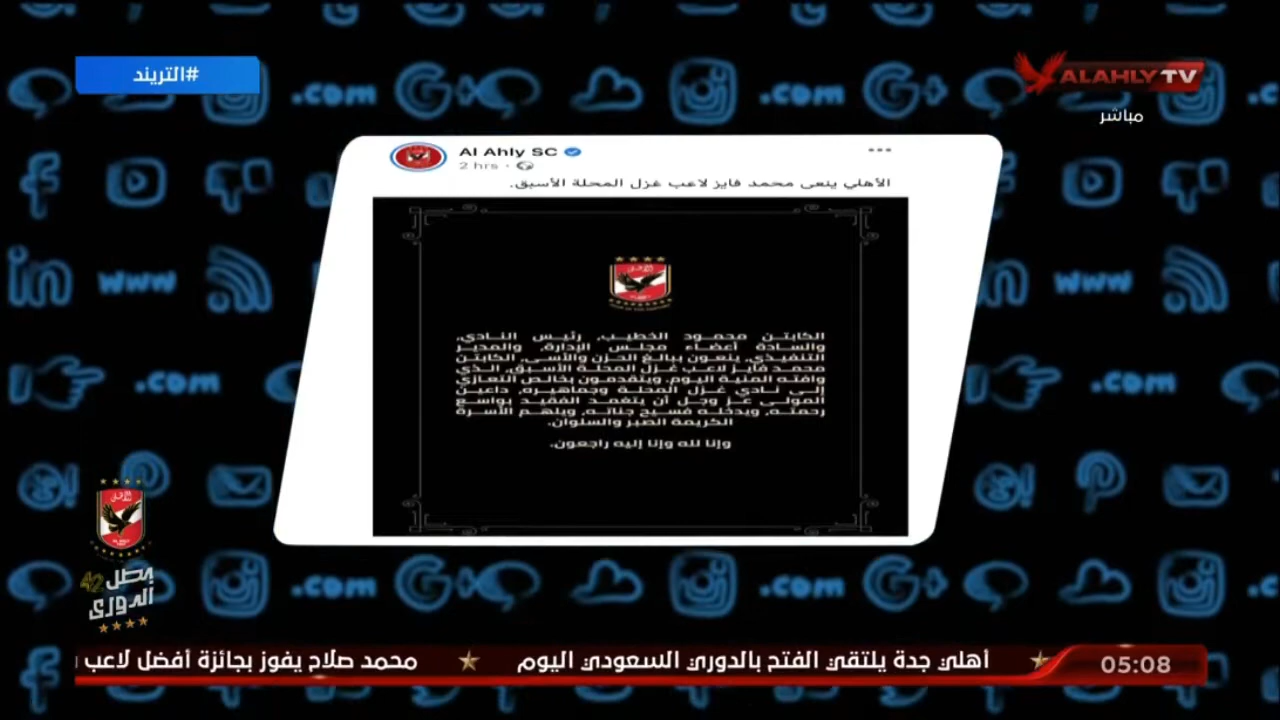 #التريند
ALAHLY TV
مباشر
Al Ahly SC
2 hrs
الأهلي ينعى محمد فايز لاعب غزل المحلة الأسبق.
الكابتن محمود الخطيب، رئيس النادي،
والسادة أعضاء مجلس الإدارة، والمدير
التنفيذي، ينعون ببالغ الحزن والأسى، الكابتن
محمد فايز لاعب غزل المحلة الأسبق، الذي
وافته المنية اليوم. ويتقدمون بخالص التعازي
إلى نادي غزل المحلة وجماهيره، داعين
المولى عز وجل أن يتغمد الفقيد بواسع
رحمته، ويدخله فسيح جناته، ويلهم الأسرة
الكريمة الصبر والسلوان.
وإنا لله وإنا إليه راجعون.
بطل الدوري
42
أهلي جدة يلتقي الفتح بالدوري السعودي اليوم
محمد صلاح يفوز بجائزة أفضل لاعب
05:08
.com
G+
www
in